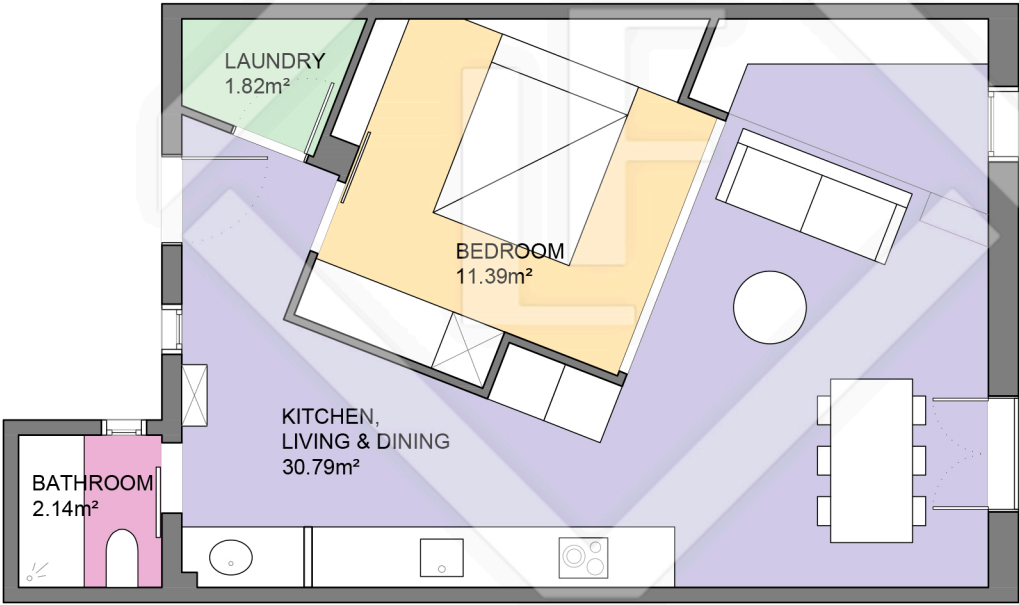 LAUNDRY
1.82m²
BEDROOM
11.39m²
KITCHEN,
LIVING & DINING
30.79m²
BATHROOM
2.14m²